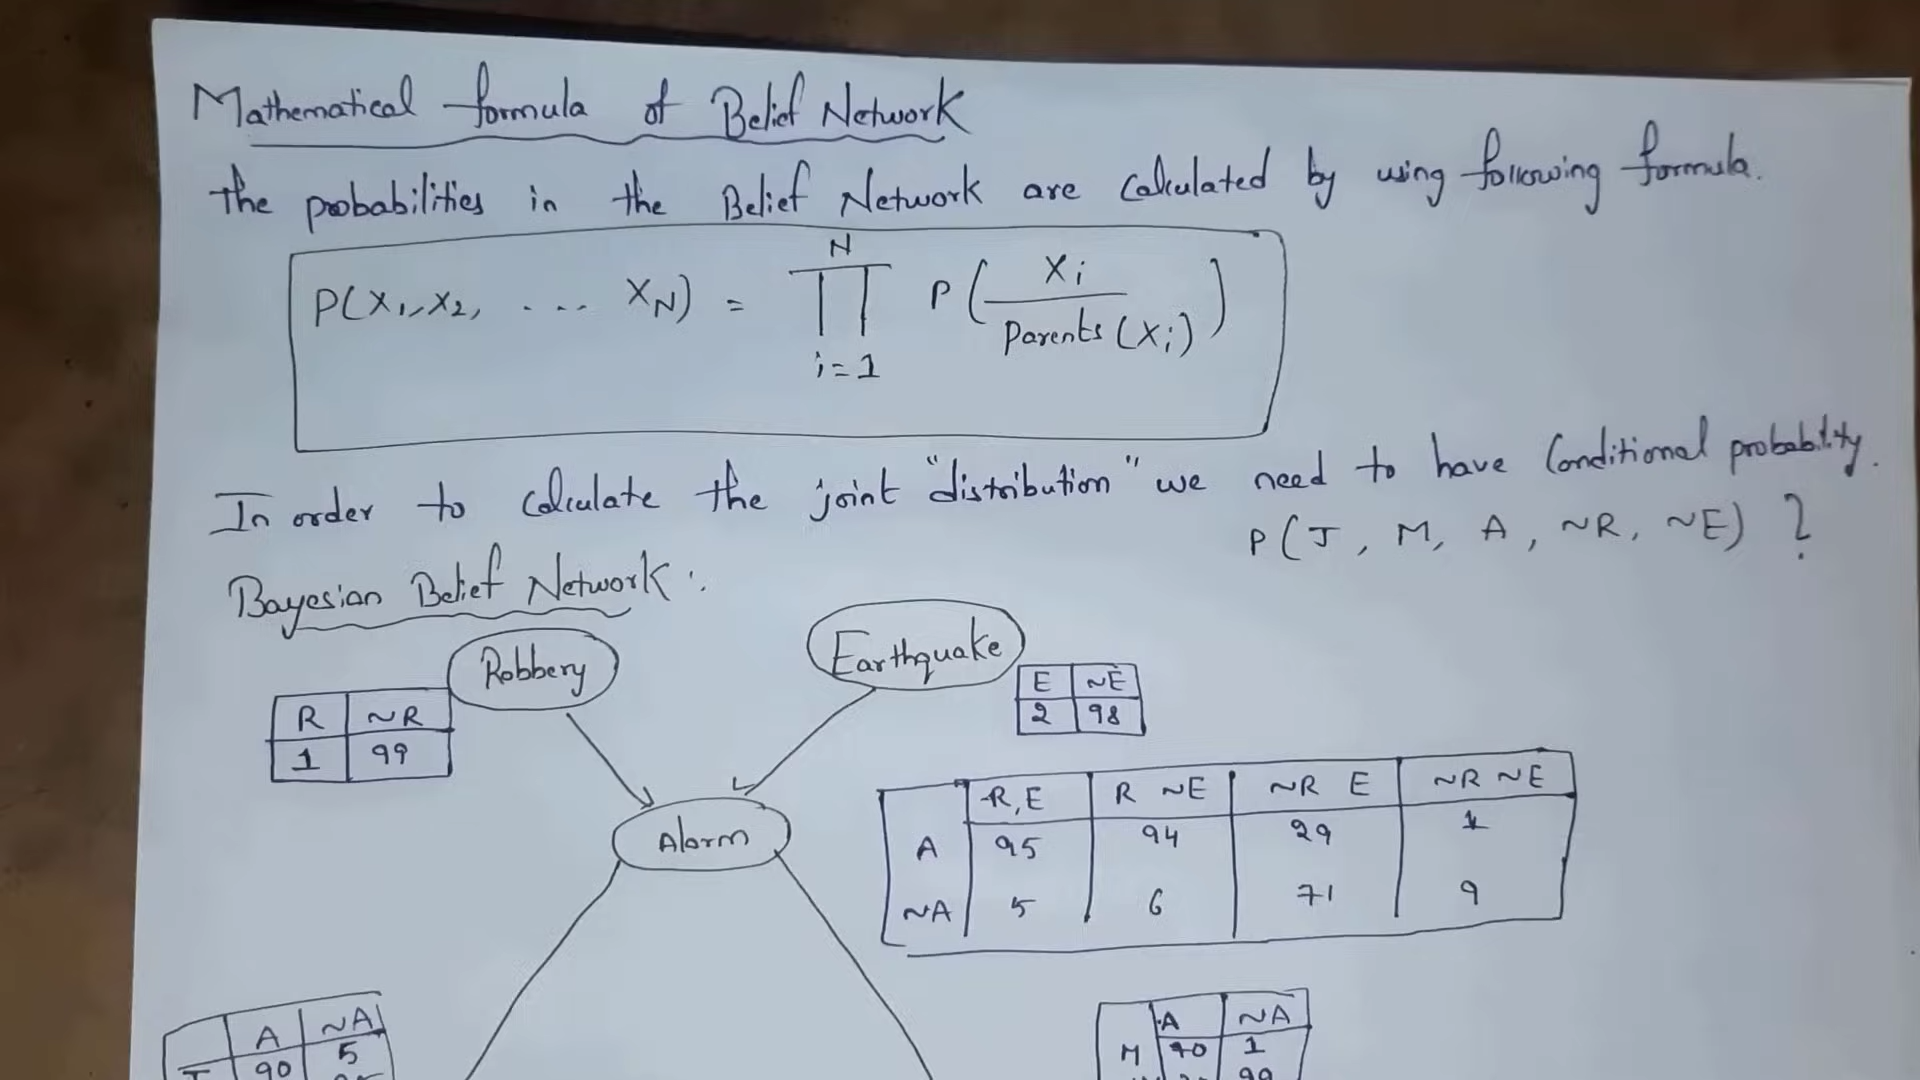 Mathematical formula of Belief Network
the probabilities in the Belief Network are calculated by using following formula.
P(X1, X2, .... XN) = N∏i=1 P(Xi / Parents(Xi))
In order to calculate the joint "distribution" we need to have Conditional probability.
P(J, M, A, ~R, ~E) ?
Bayesian Belief Network:
Robbery
Earthquake
R ~R
1 99
E ~E
2 98
Alarm
R,E R ~E ~R E ~R ~E
A 95 94 29 1
~A 5 6 71 9
A ~A
90 5
A ~A
M 70 1
99